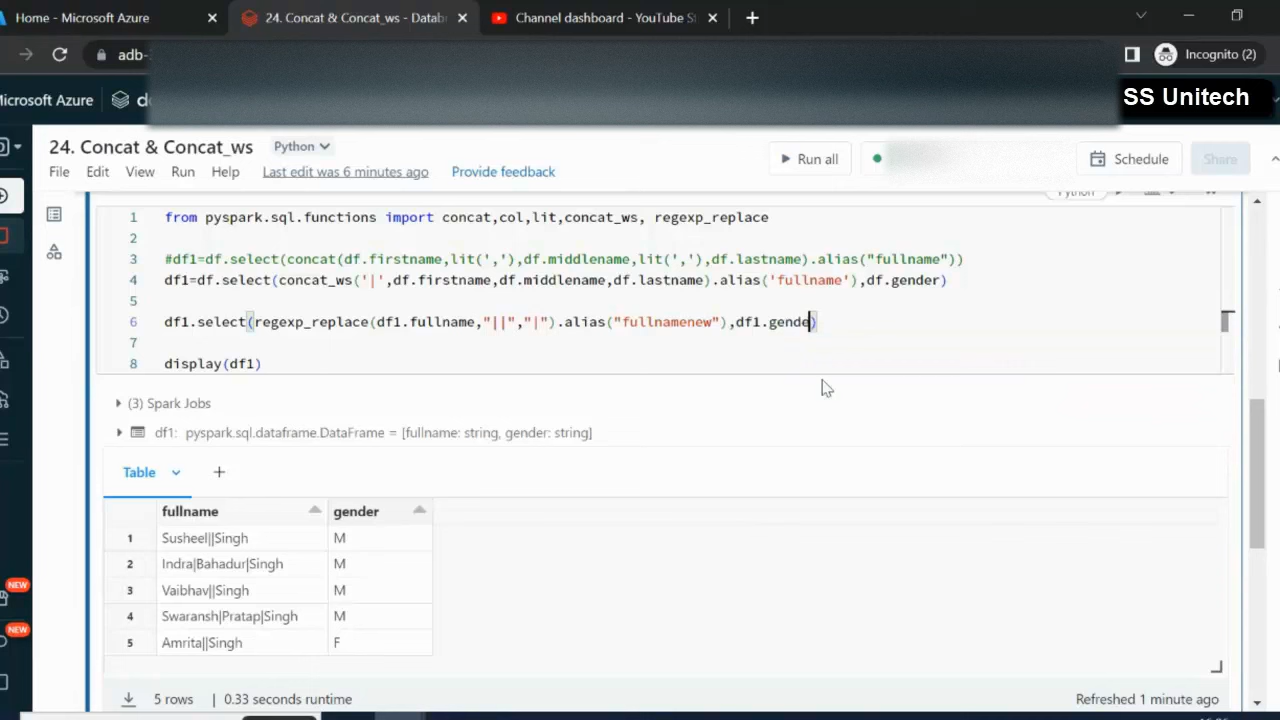 Home - Microsoft Azure
24. Concat & Concat_ws - Datab
Channel dashboard - YouTube S
adb-
Incognito (2)
Microsoft Azure
SS Unitech
24. Concat & Concat_ws Python
File Edit View Run Help Last edit was 6 minutes ago Provide feedback
Run all
Schedule
Share
Python
1 from pyspark.sql.functions import concat,col,lit,concat_ws, regexp_replace
2
3 #df1=df.select(concat(df.firstname,lit(','),df.middlename,lit(','),df.lastname).alias("fullname"))
4 df1=df.select(concat_ws('|',df.firstname,df.middlename,df.lastname).alias('fullname'),df.gender)
5
6 df1.select(regexp_replace(df1.fullname,"||","|").alias("fullnamenew"),df1.gende)
7
8 display(df1)
(3) Spark Jobs
df1: pyspark.sql.dataframe.DataFrame = [fullname: string, gender: string]
Table +
fullname gender
1 Susheel||Singh M
2 Indra|Bahadur|Singh M
3 Vaibhav||Singh M
4 Swaransh|Pratap|Singh M
5 Amrita||Singh F
5 rows | 0.33 seconds runtime
Refreshed 1 minute ago
NEW
NEW